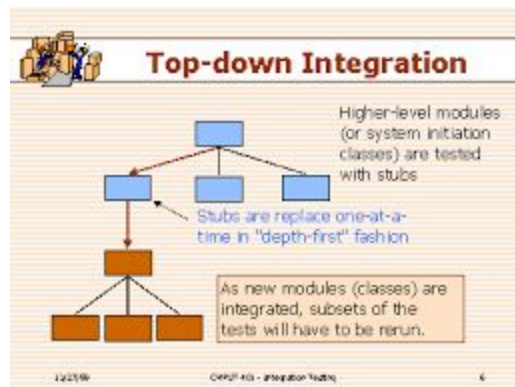 Top-down Integration
Higher-level modules
(or system initiation
classes) are tested
with stubs
Stubs are replace one-at-a-
time in "depth-first" fashion
As new modules (classes) are
integrated, subsets of the
tests will have to be rerun.
- Integration Testing
6